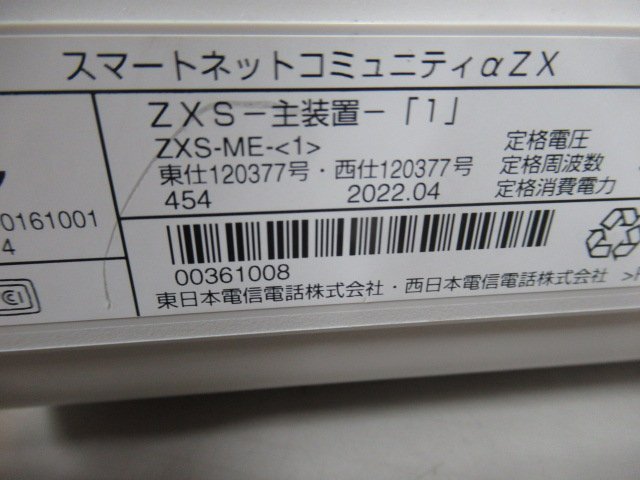 スマートネットコミュニティαZX
ZXS－主装置－「1」
ZXS-ME-<1>
東仕120377号・西仕120377号
454 2022.04
定格電圧
定格周波数
定格消費電力
0161001
4
00361008
東日本電信電話株式会社・西日本電信電話株式会社